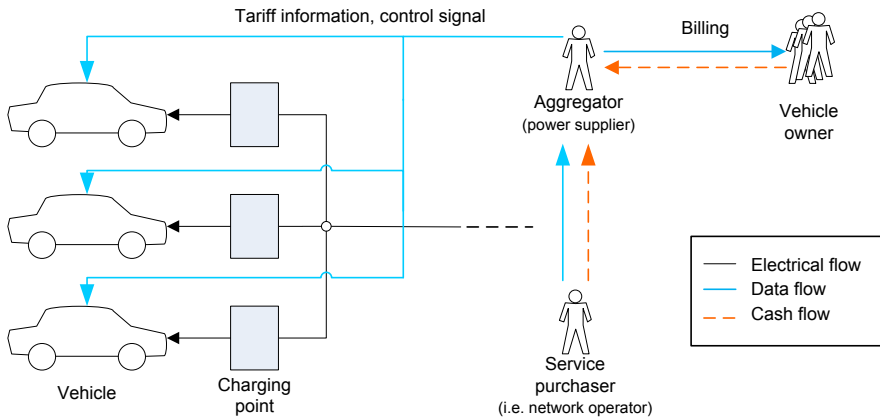 Tariff information, control signal
Billing
Aggregator
(power supplier)
Vehicle
owner
Electrical flow
Data flow
Cash flow
Vehicle
Charging
point
Service
purchaser
(i.e. network operator)